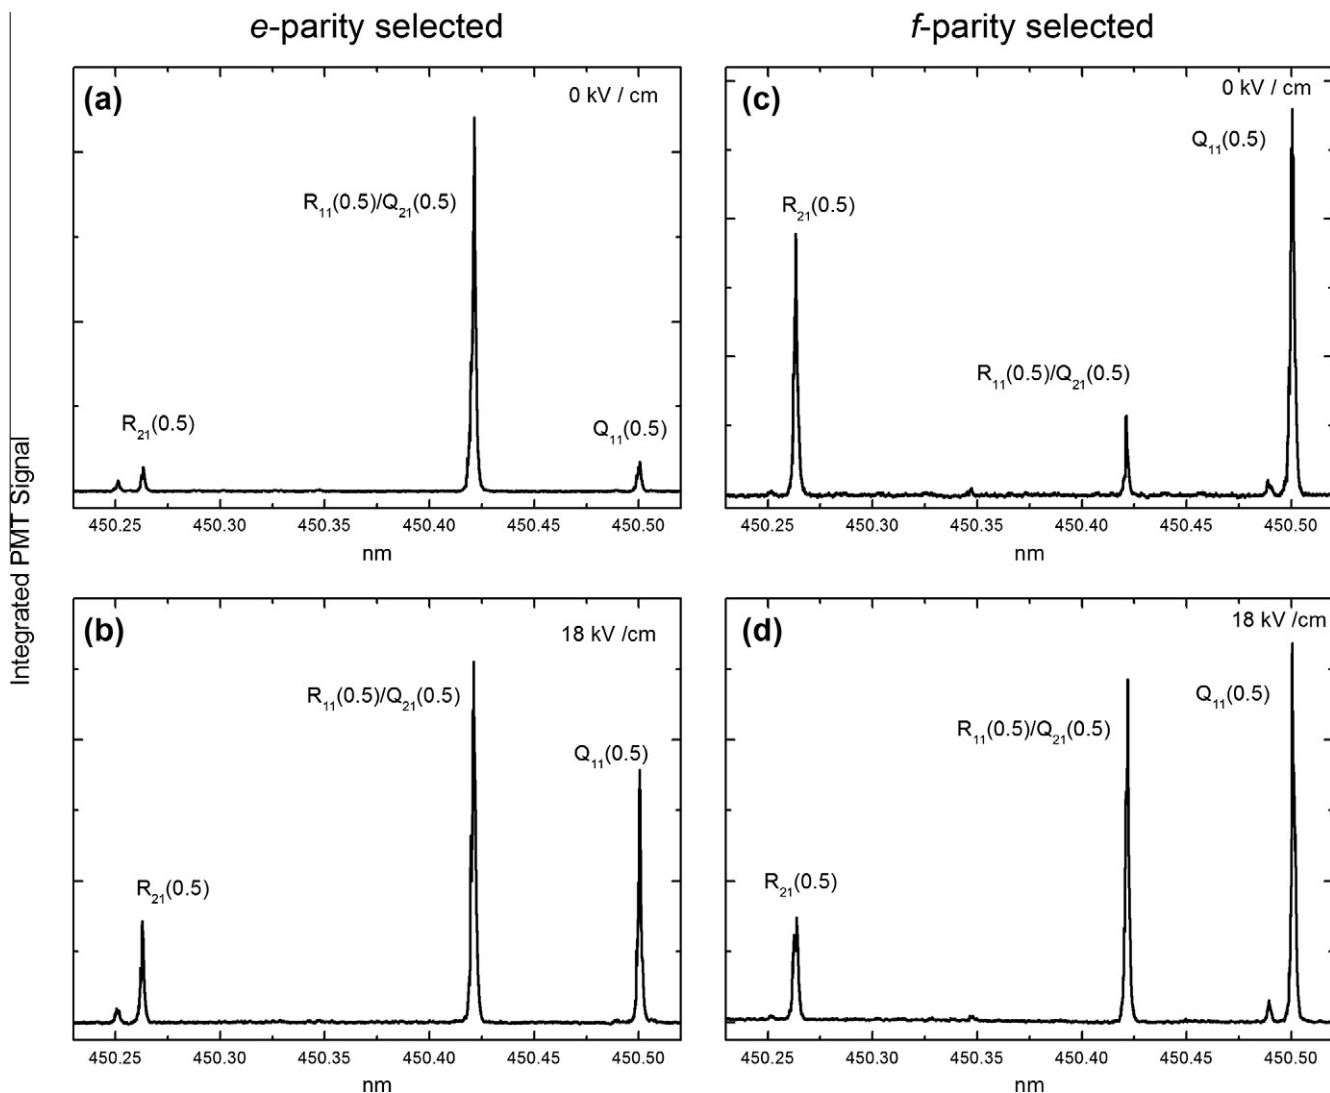 e-parity selected
f-parity selected
Integrated PMT Signal
(a)
0 kV / cm
R11(0.5)/Q21(0.5)
R21(0.5)
Q11(0.5)
450.25 450.30 450.35 450.40 450.45 450.50
nm
(c)
0 kV / cm
Q11(0.5)
R21(0.5)
R11(0.5)/Q21(0.5)
450.25 450.30 450.35 450.40 450.45 450.50
nm
(b)
18 kV /cm
R11(0.5)/Q21(0.5)
Q11(0.5)
R21(0.5)
450.25 450.30 450.35 450.40 450.45 450.50
nm
(d)
18 kV /cm
Q11(0.5)
R11(0.5)/Q21(0.5)
R21(0.5)
450.25 450.30 450.35 450.40 450.45 450.50
nm